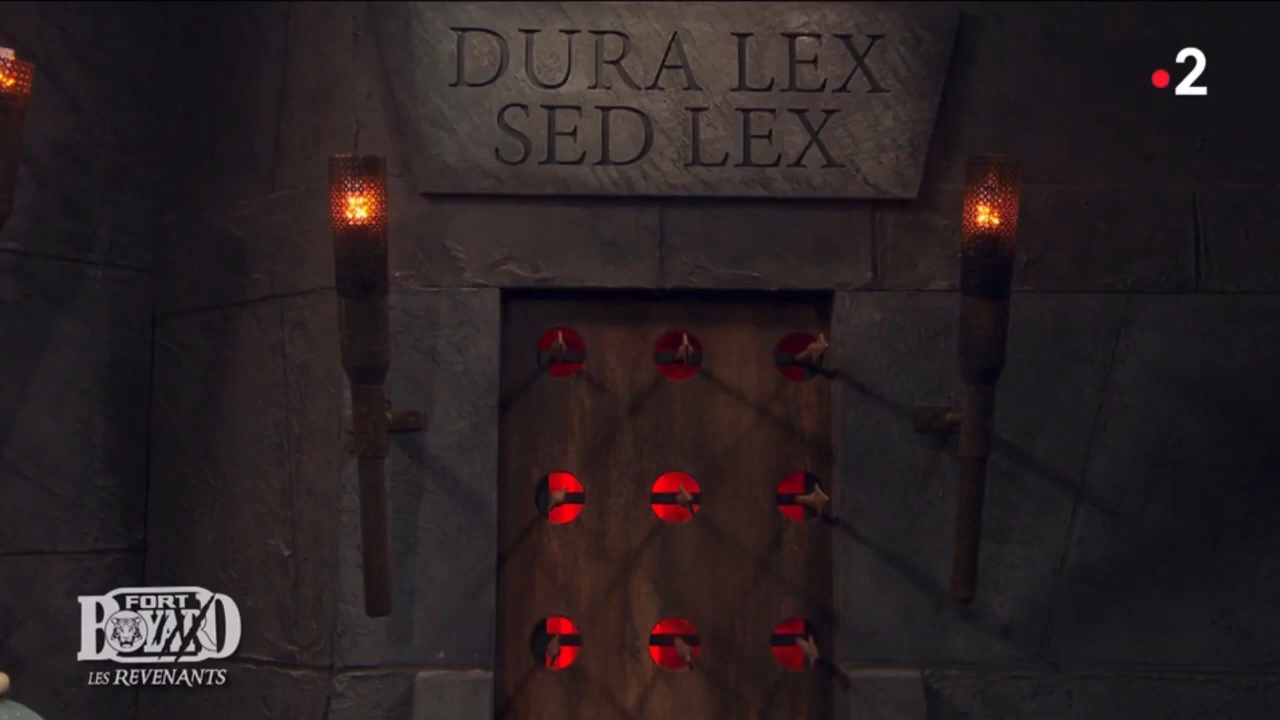 DURA LEX
SED LEX
2
FORT
BOYARD
LES REVENANTS